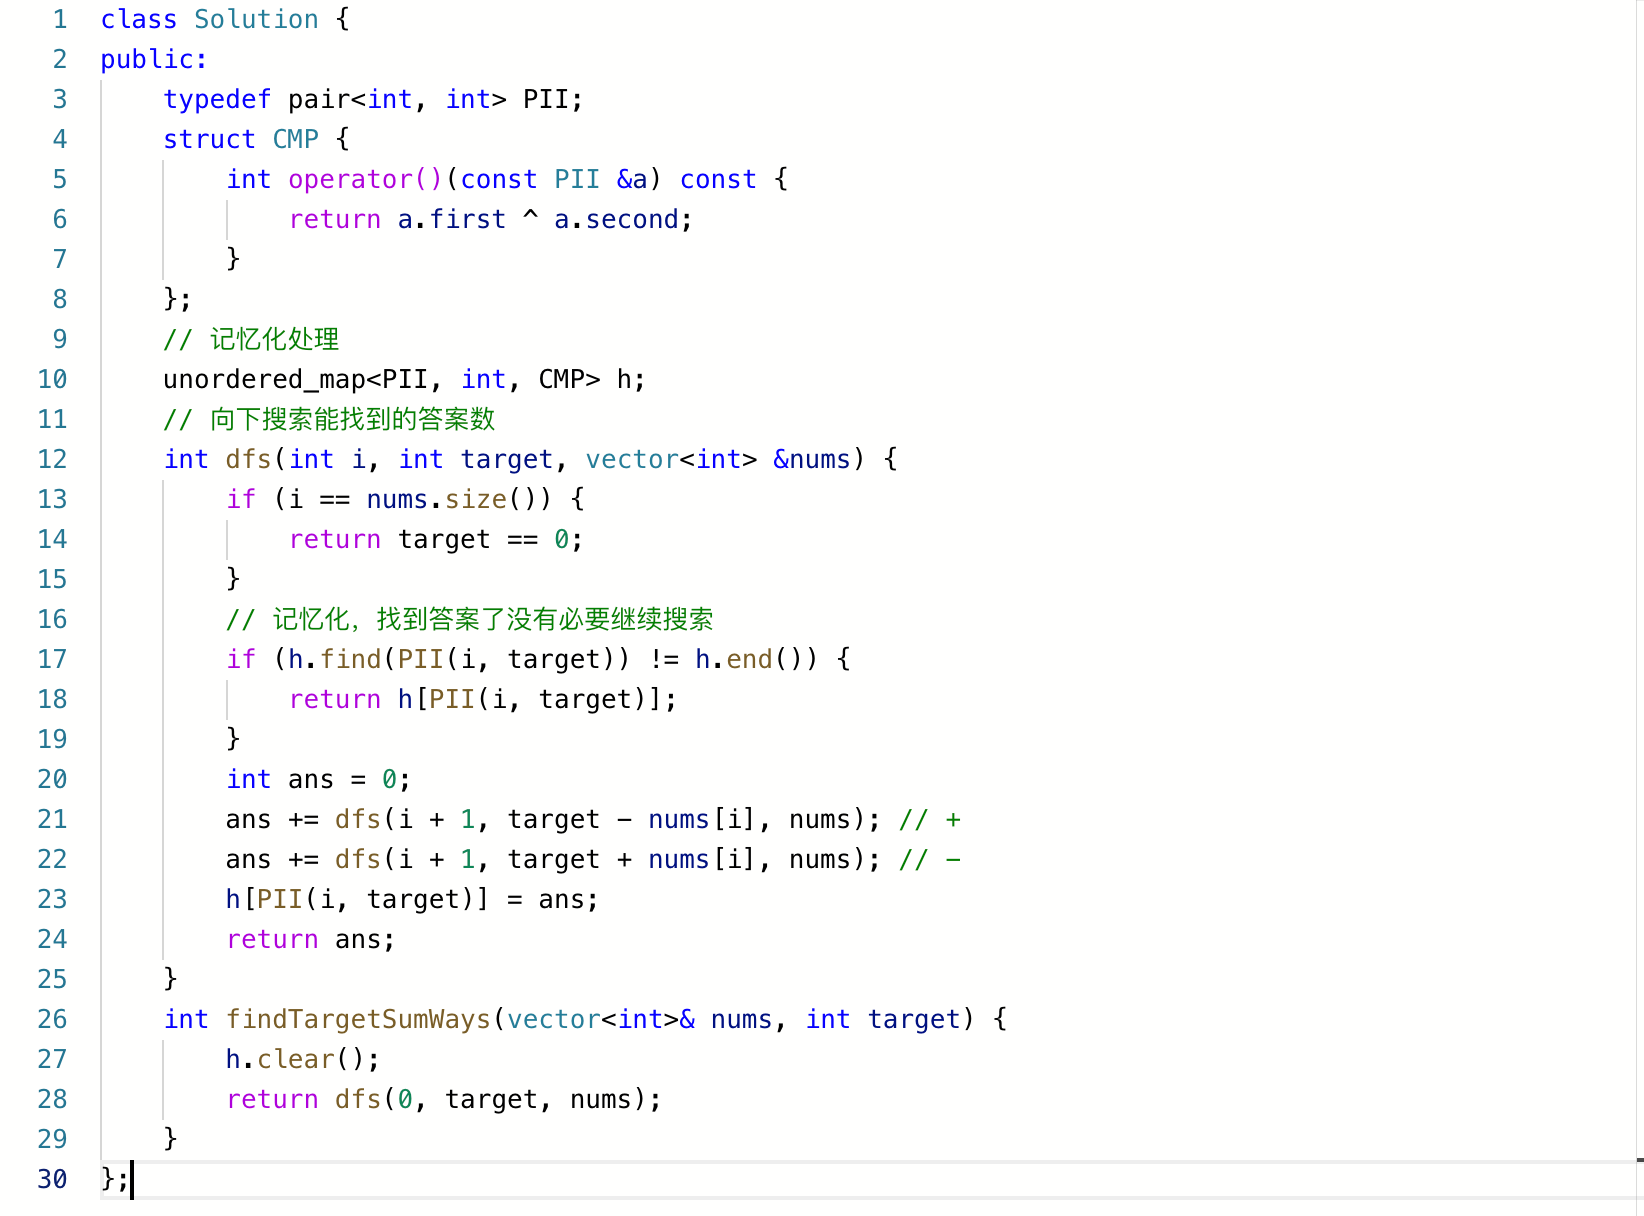 1 class Solution {
2 public:
3     typedef pair<int, int> PII;
4     struct CMP {
5         int operator()(const PII &a) const {
6             return a.first ^ a.second;
7         }
8     };
9     // 记忆化处理
10     unordered_map<PII, int, CMP> h;
11     // 向下搜索能找到的答案数
12     int dfs(int i, int target, vector<int> &nums) {
13         if (i == nums.size()) {
14             return target == 0;
15         }
16         // 记忆化，找到答案了没有必要继续搜索
17         if (h.find(PII(i, target)) != h.end()) {
18             return h[PII(i, target)];
19         }
20         int ans = 0;
21         ans += dfs(i + 1, target - nums[i], nums); // +
22         ans += dfs(i + 1, target + nums[i], nums); // -
23         h[PII(i, target)] = ans;
24         return ans;
25     }
26     int findTargetSumWays(vector<int>& nums, int target) {
27         h.clear();
28         return dfs(0, target, nums);
29     }
30 };